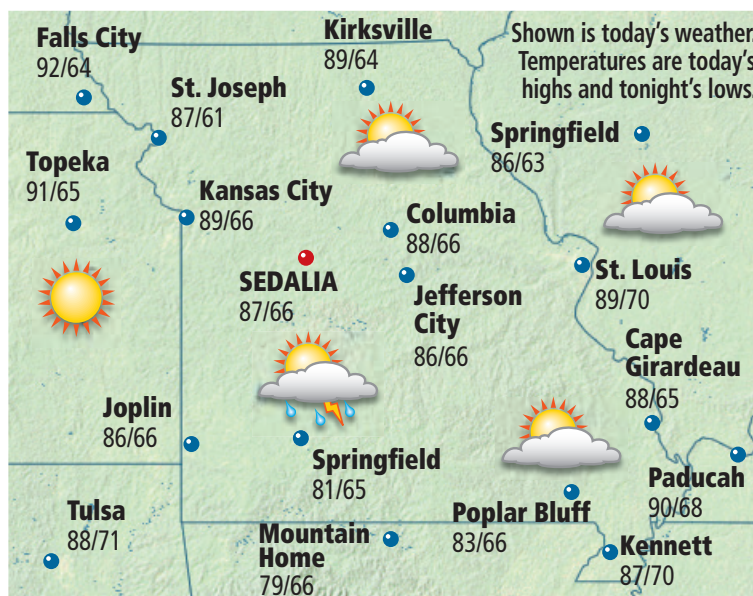 Falls City
92/64
Kirksville
89/64
Shown is today's weather.
Temperatures are today's
highs and tonight's lows.
St. Joseph
87/61
Springfield
86/63
Topeka
91/65
Kansas City
89/66
Columbia
88/66
SEDALIA
87/66
Jefferson
City
86/66
St. Louis
89/70
Cape
Girardeau
88/65
Joplin
86/66
Springfield
81/65
Paducah
90/68
Tulsa
88/71
Mountain
Home
79/66
Poplar Bluff
83/66
Kennett
87/70